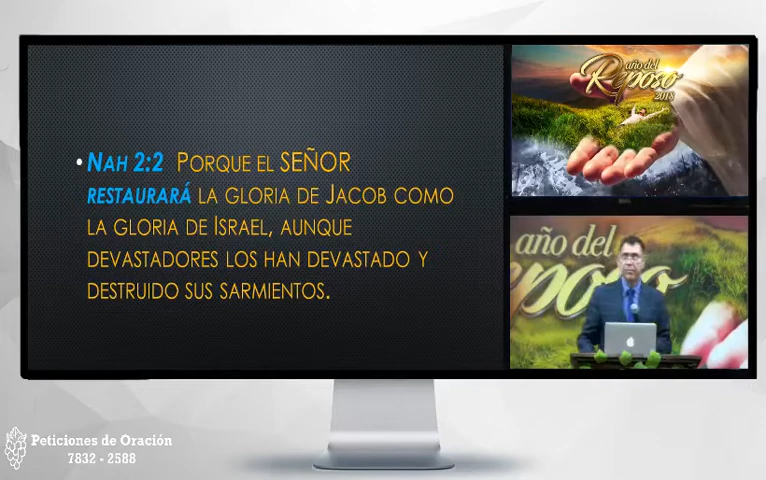 • NAH 2:2 PORQUE EL SEÑOR
RESTAURARÁ LA GLORIA DE JACOB COMO
LA GLORIA DE ISRAEL, AUNQUE
DEVASTADORES LOS HAN DEVASTADO Y
DESTRUIDO SUS SARMIENTOS.
año del
Reposo
2018
año del
Reposo
Peticiones de Oración
7832 - 2588